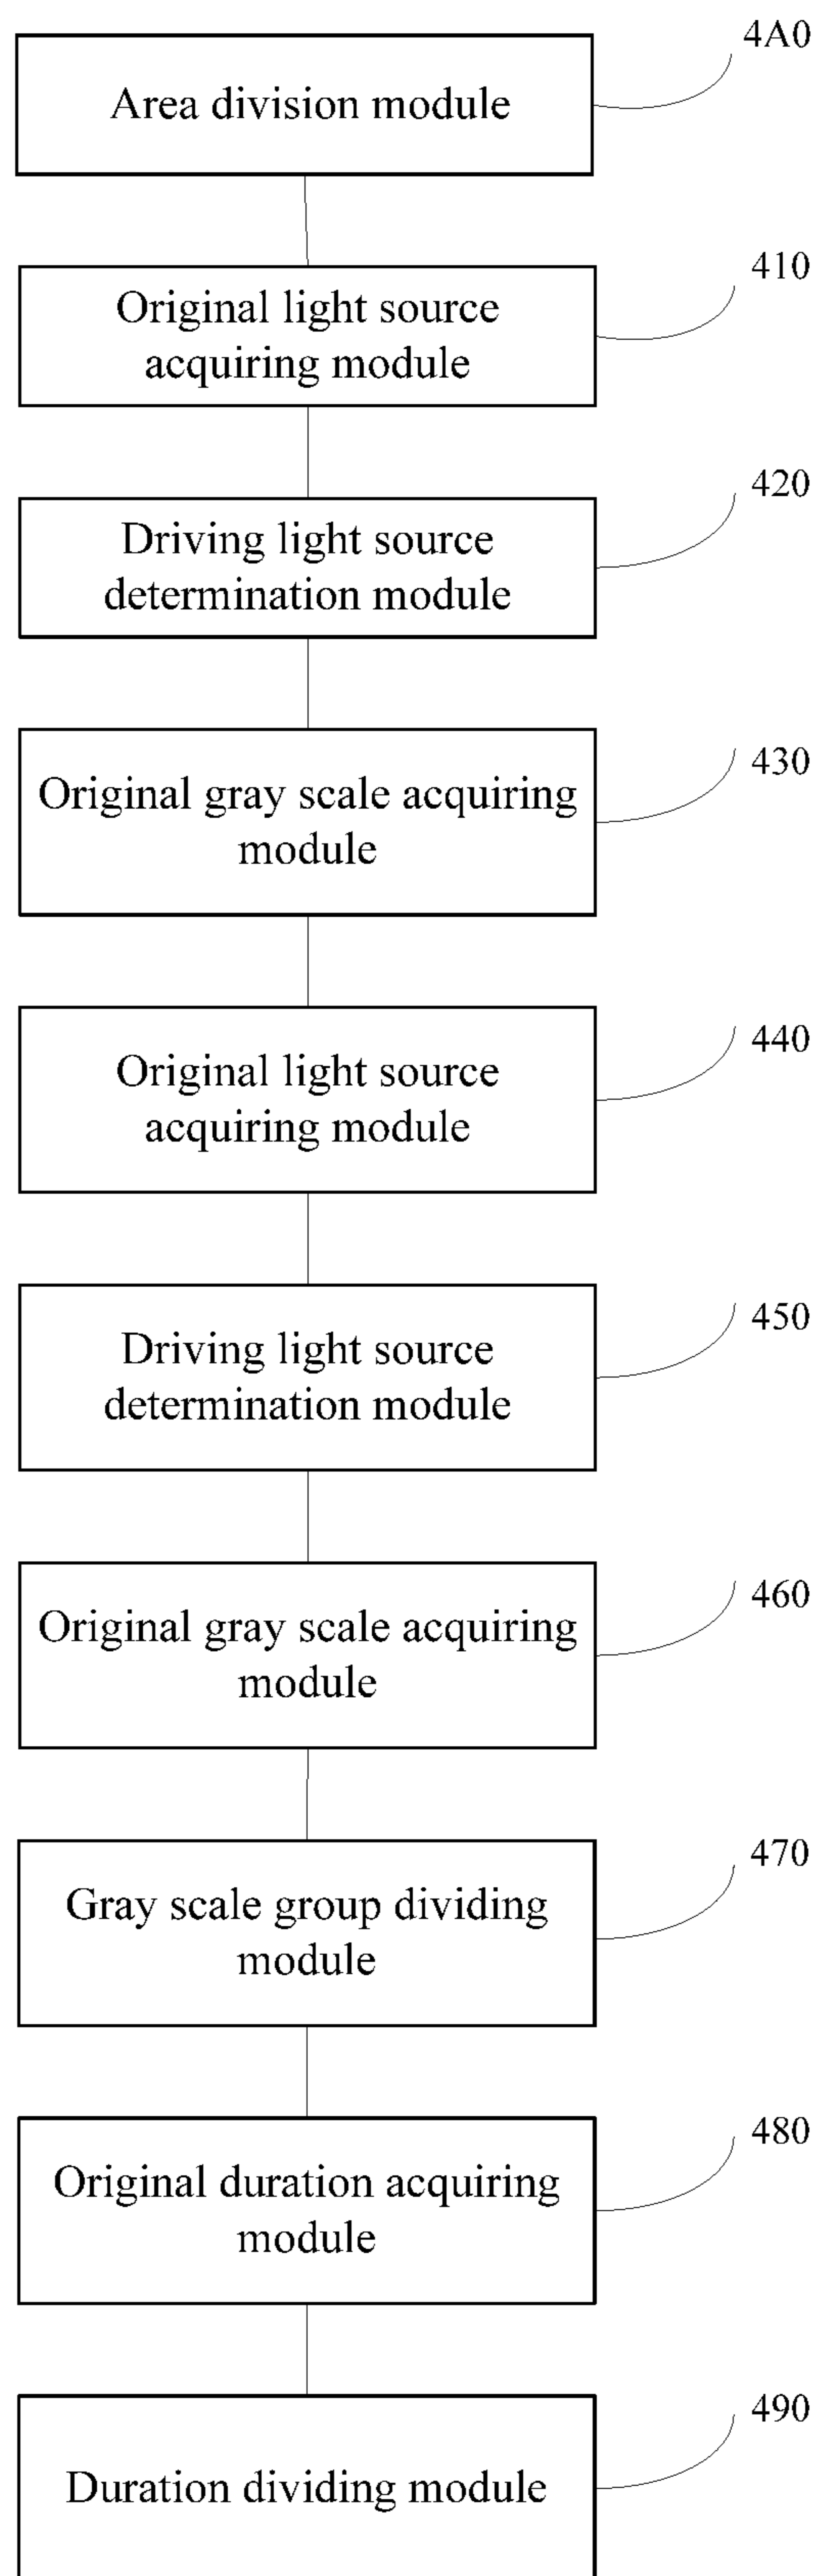 4A0
Area division module
410
Original light source
acquiring module
420
Driving light source
determination module
430
Original gray scale acquiring
module
440
Original light source
acquiring module
450
Driving light source
determination module
460
Original gray scale acquiring
module
470
Gray scale group dividing
module
480
Original duration acquiring
module
490
Duration dividing module